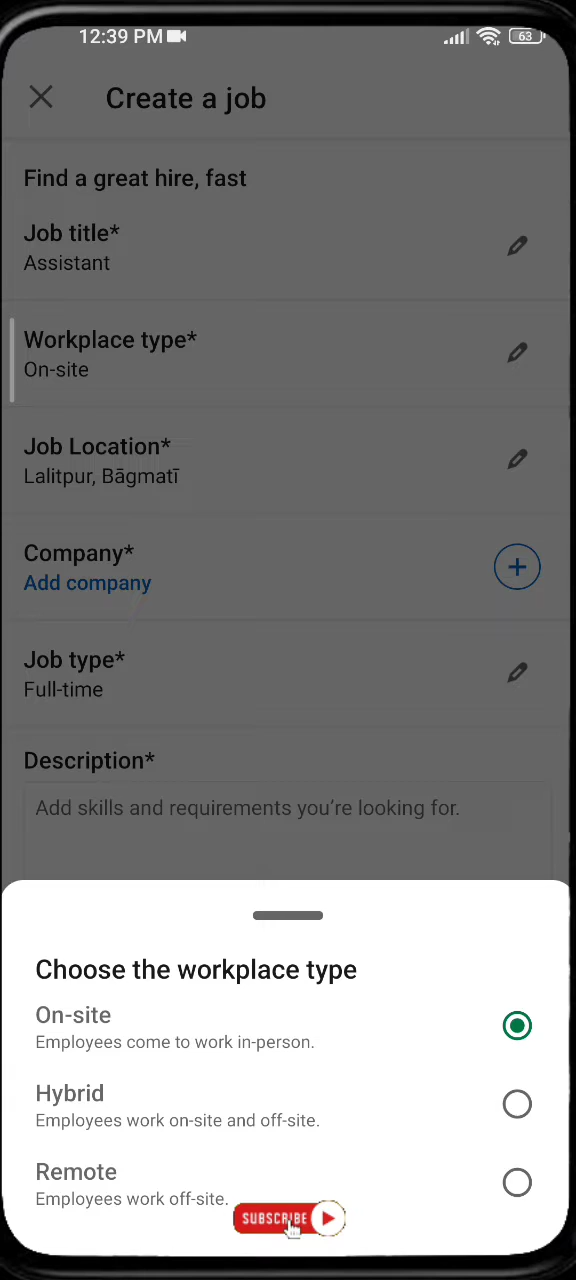 12:39 PM
63
Create a job
Find a great hire, fast
Job title*
Assistant
Workplace type*
On-site
Job Location*
Lalitpur, Bāgmatī
Company*
Add company
Job type*
Full-time
Description*
Add skills and requirements you’re looking for.
Choose the workplace type
On-site
Employees come to work in-person.
Hybrid
Employees work on-site and off-site.
Remote
Employees work off-site.
SUBSCRIBE